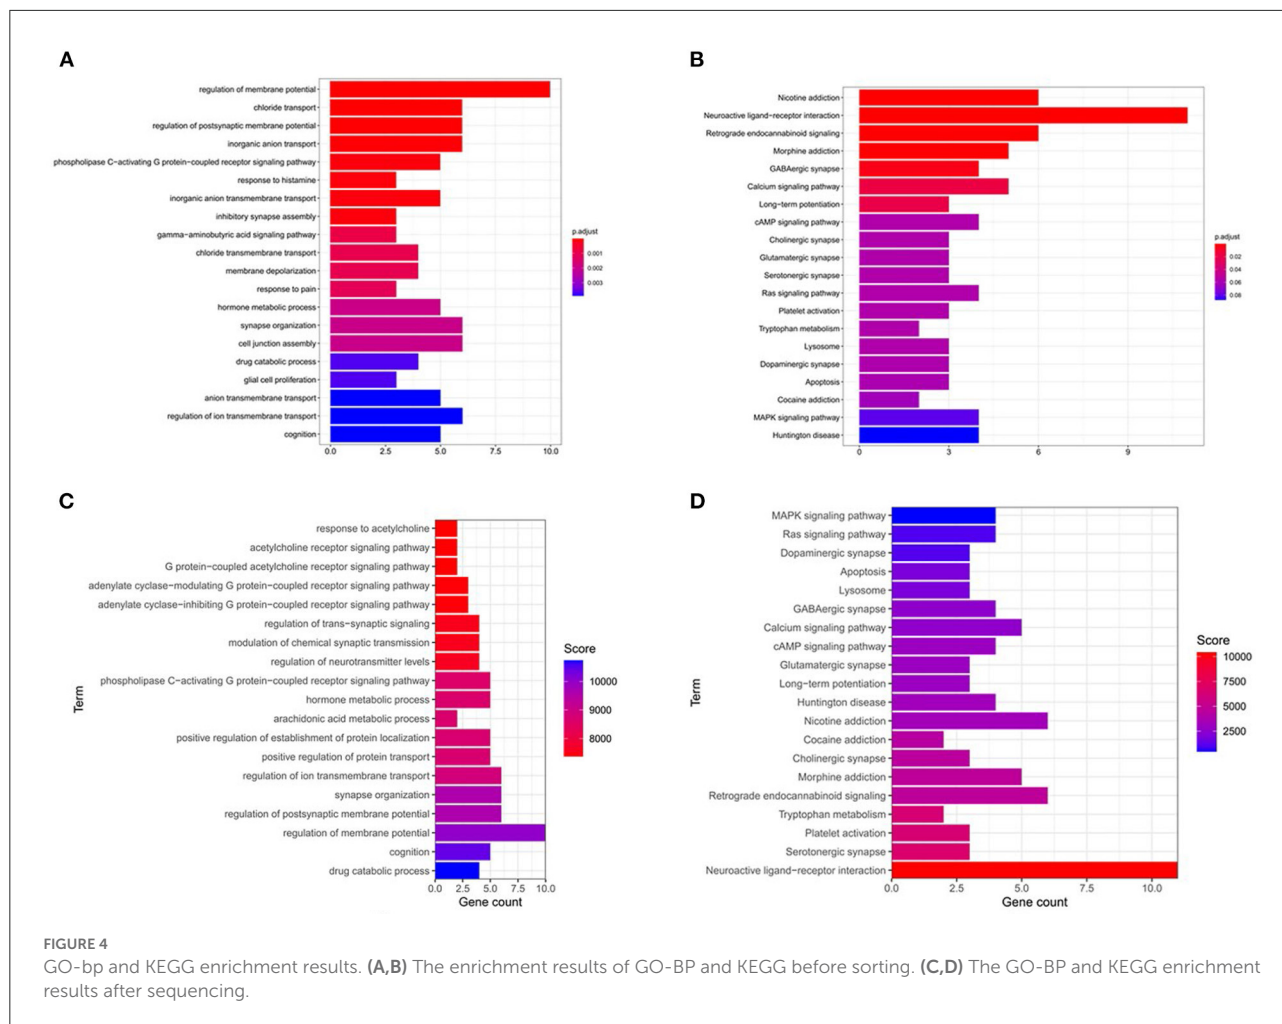 A
regulation of membrane potential
chloride transport
regulation of postsynaptic membrane potential
inorganic anion transport
phospholipase C−activating G protein−coupled receptor signaling pathway
response to histamine
inorganic anion transmembrane transport
inhibitory synapse assembly
gamma−aminobutyric acid signaling pathway
chloride transmembrane transport
membrane depolarization
response to pain
hormone metabolic process
synapse organization
cell junction assembly
drug catabolic process
glial cell proliferation
anion transmembrane transport
regulation of ion transmembrane transport
cognition
0.0 2.5 5.0 7.5 10.0
p.adjust
0.001
0.002
0.003
B
Nicotine addiction
Neuroactive ligand−receptor interaction
Retrograde endocannabinoid signaling
Morphine addiction
GABAergic synapse
Calcium signaling pathway
Long−term potentiation
cAMP signaling pathway
Cholinergic synapse
Glutamatergic synapse
Serotonergic synapse
Ras signaling pathway
Platelet activation
Tryptophan metabolism
Lysosome
Dopaminergic synapse
Apoptosis
Cocaine addiction
MAPK signaling pathway
Huntington disease
0 3 6 9
p.adjust
0.02
0.04
0.06
0.08
C
Term
response to acetylcholine
acetylcholine receptor signaling pathway
G protein−coupled acetylcholine receptor signaling pathway
adenylate cyclase−modulating G protein−coupled receptor signaling pathway
adenylate cyclase−inhibiting G protein−coupled receptor signaling pathway
regulation of trans−synaptic signaling
modulation of chemical synaptic transmission
regulation of neurotransmitter levels
phospholipase C−activating G protein−coupled receptor signaling pathway
hormone metabolic process
arachidonic acid metabolic process
positive regulation of establishment of protein localization
positive regulation of protein transport
regulation of ion transmembrane transport
synapse organization
regulation of postsynaptic membrane potential
regulation of membrane potential
cognition
drug catabolic process
0.0 2.5 5.0 7.5 10.0
Gene count
Score
10000
9000
8000
D
Term
MAPK signaling pathway
Ras signaling pathway
Dopaminergic synapse
Apoptosis
Lysosome
GABAergic synapse
Calcium signaling pathway
cAMP signaling pathway
Glutamatergic synapse
Long−term potentiation
Huntington disease
Nicotine addiction
Cocaine addiction
Cholinergic synapse
Morphine addiction
Retrograde endocannabinoid signaling
Tryptophan metabolism
Platelet activation
Serotonergic synapse
Neuroactive ligand−receptor interaction
0.0 2.5 5.0 7.5 10.0
Gene count
Score
10000
7500
5000
2500
FIGURE 4
GO-bp and KEGG enrichment results. (A,B) The enrichment results of GO-BP and KEGG before sorting. (C,D) The GO-BP and KEGG enrichment
results after sequencing.